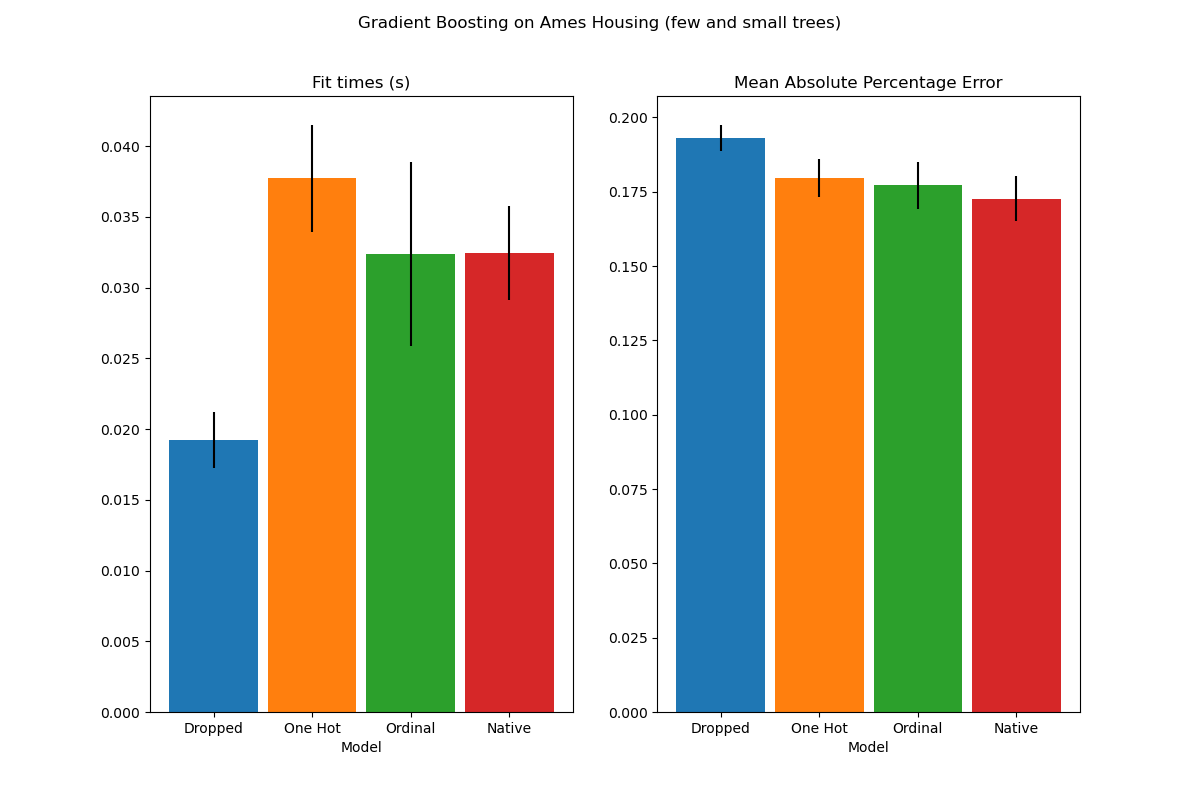 Gradient Boosting on Ames Housing (few and small trees)
Fit times (s)
0.040
0.035
0.030
0.025
0.020
0.015
0.010
0.005
0.000
Dropped One Hot Ordinal Native
Model
Mean Absolute Percentage Error
0.200
0.175
0.150
0.125
0.100
0.075
0.050
0.025
0.000
Dropped One Hot Ordinal Native
Model